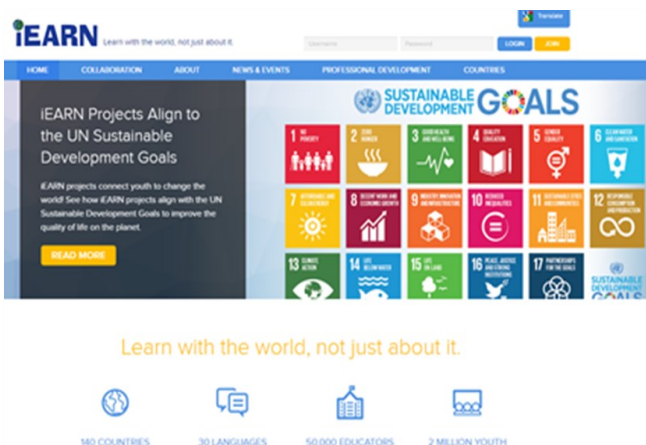 Translate
iEARN Learn with the world, not just about it.
Username Password LOGIN JOIN
HOME COLLABORATION ABOUT NEWS & EVENTS PROFESSIONAL DEVELOPMENT COUNTRIES
iEARN Projects Align to
the UN Sustainable
Development Goals
iEARN projects connect youth to change the
world! See how iEARN projects align with the UN
Sustainable Development Goals to improve the
quality of life on the planet.
READ MORE
SUSTAINABLE
DEVELOPMENT GOALS
1 NO
POVERTY
2 ZERO
HUNGER
3 GOOD HEALTH
AND WELL-BEING
4 QUALITY
EDUCATION
5 GENDER
EQUALITY
6 CLEAN WATER
AND SANITATION
7 AFFORDABLE AND
CLEAN ENERGY
8 DECENT WORK AND
ECONOMIC GROWTH
9 INDUSTRY, INNOVATION
AND INFRASTRUCTURE
10 REDUCED
INEQUALITIES
11 SUSTAINABLE CITIES
AND COMMUNITIES
12 RESPONSIBLE
CONSUMPTION
AND PRODUCTION
13 CLIMATE
ACTION
14 LIFE
BELOW WATER
15 LIFE
ON LAND
16 PEACE, JUSTICE
AND STRONG
INSTITUTIONS
17 PARTNERSHIPS
FOR THE GOALS
SUSTAINABLE
DEVELOPMENT
GOALS
Learn with the world, not just about it.
140 COUNTRIES
30 LANGUAGES
50,000 EDUCATORS
2 MILLION YOUTH